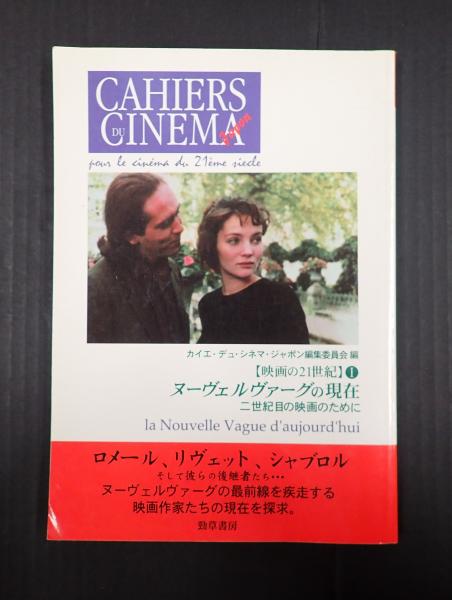 CAHIERS
DU CINEMA
Japon
pour le cinéma du 21ème siècle
カイエ・デュ・シネマ・ジャポン編集委員会 編
【映画の21世紀】❶
ヌーヴェルヴァーグの現在
二世紀目の映画のために
la Nouvelle Vague d'aujourd'hui
ロメール、リヴェット、シャブロル
そして彼らの後継者たち・・・
ヌーヴェルヴァーグの最前線を疾走する
映画作家たちの現在を探求。
勁草書房